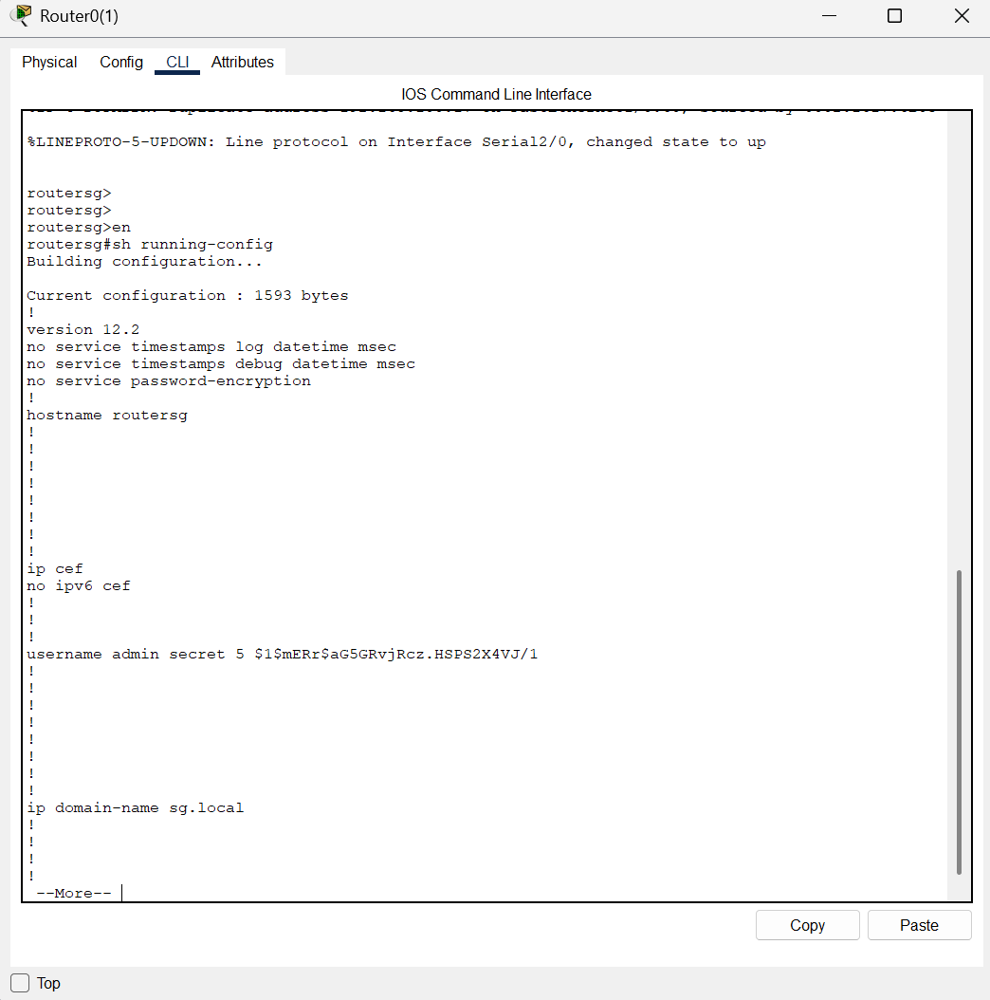 Router0(1)
Physical Config CLI Attributes
IOS Command Line Interface
%LINEPROTO-5-UPDOWN: Line protocol on Interface Serial2/0, changed state to up
routersg>
routersg>
routersg>en
routersg#sh running-config
Building configuration...
Current configuration : 1593 bytes
!
version 12.2
no service timestamps log datetime msec
no service timestamps debug datetime msec
no service password-encryption
!
hostname routersg
!
!
!
!
!
!
!
!
ip cef
no ipv6 cef
!
!
!
username admin secret 5 $1$mERr$aG5GRvjRcz.HSPS2X4VJ/1
!
!
!
!
!
!
!
!
ip domain-name sg.local
!
!
!
!
--More--
Copy Paste
Top